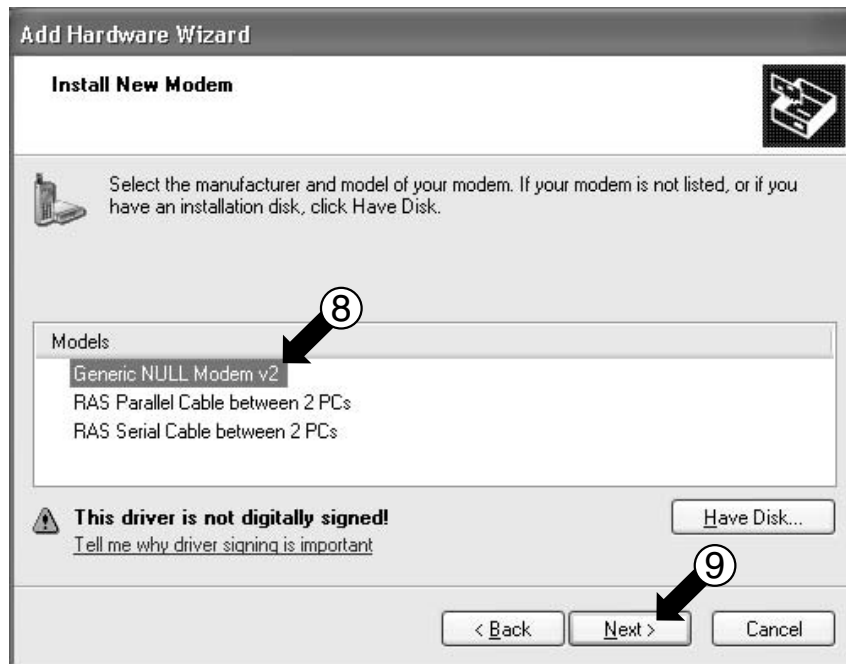 Add Hardware Wizard
Install New Modem
Select the manufacturer and model of your modem. If your modem is not listed, or if you
have an installation disk, click Have Disk.
8
Models
Generic NULL Modem v2
RAS Parallel Cable between 2 PCs
RAS Serial Cable between 2 PCs
This driver is not digitally signed!
Have Disk...
Tell me why driver signing is important
9
< Back
Next >
Cancel